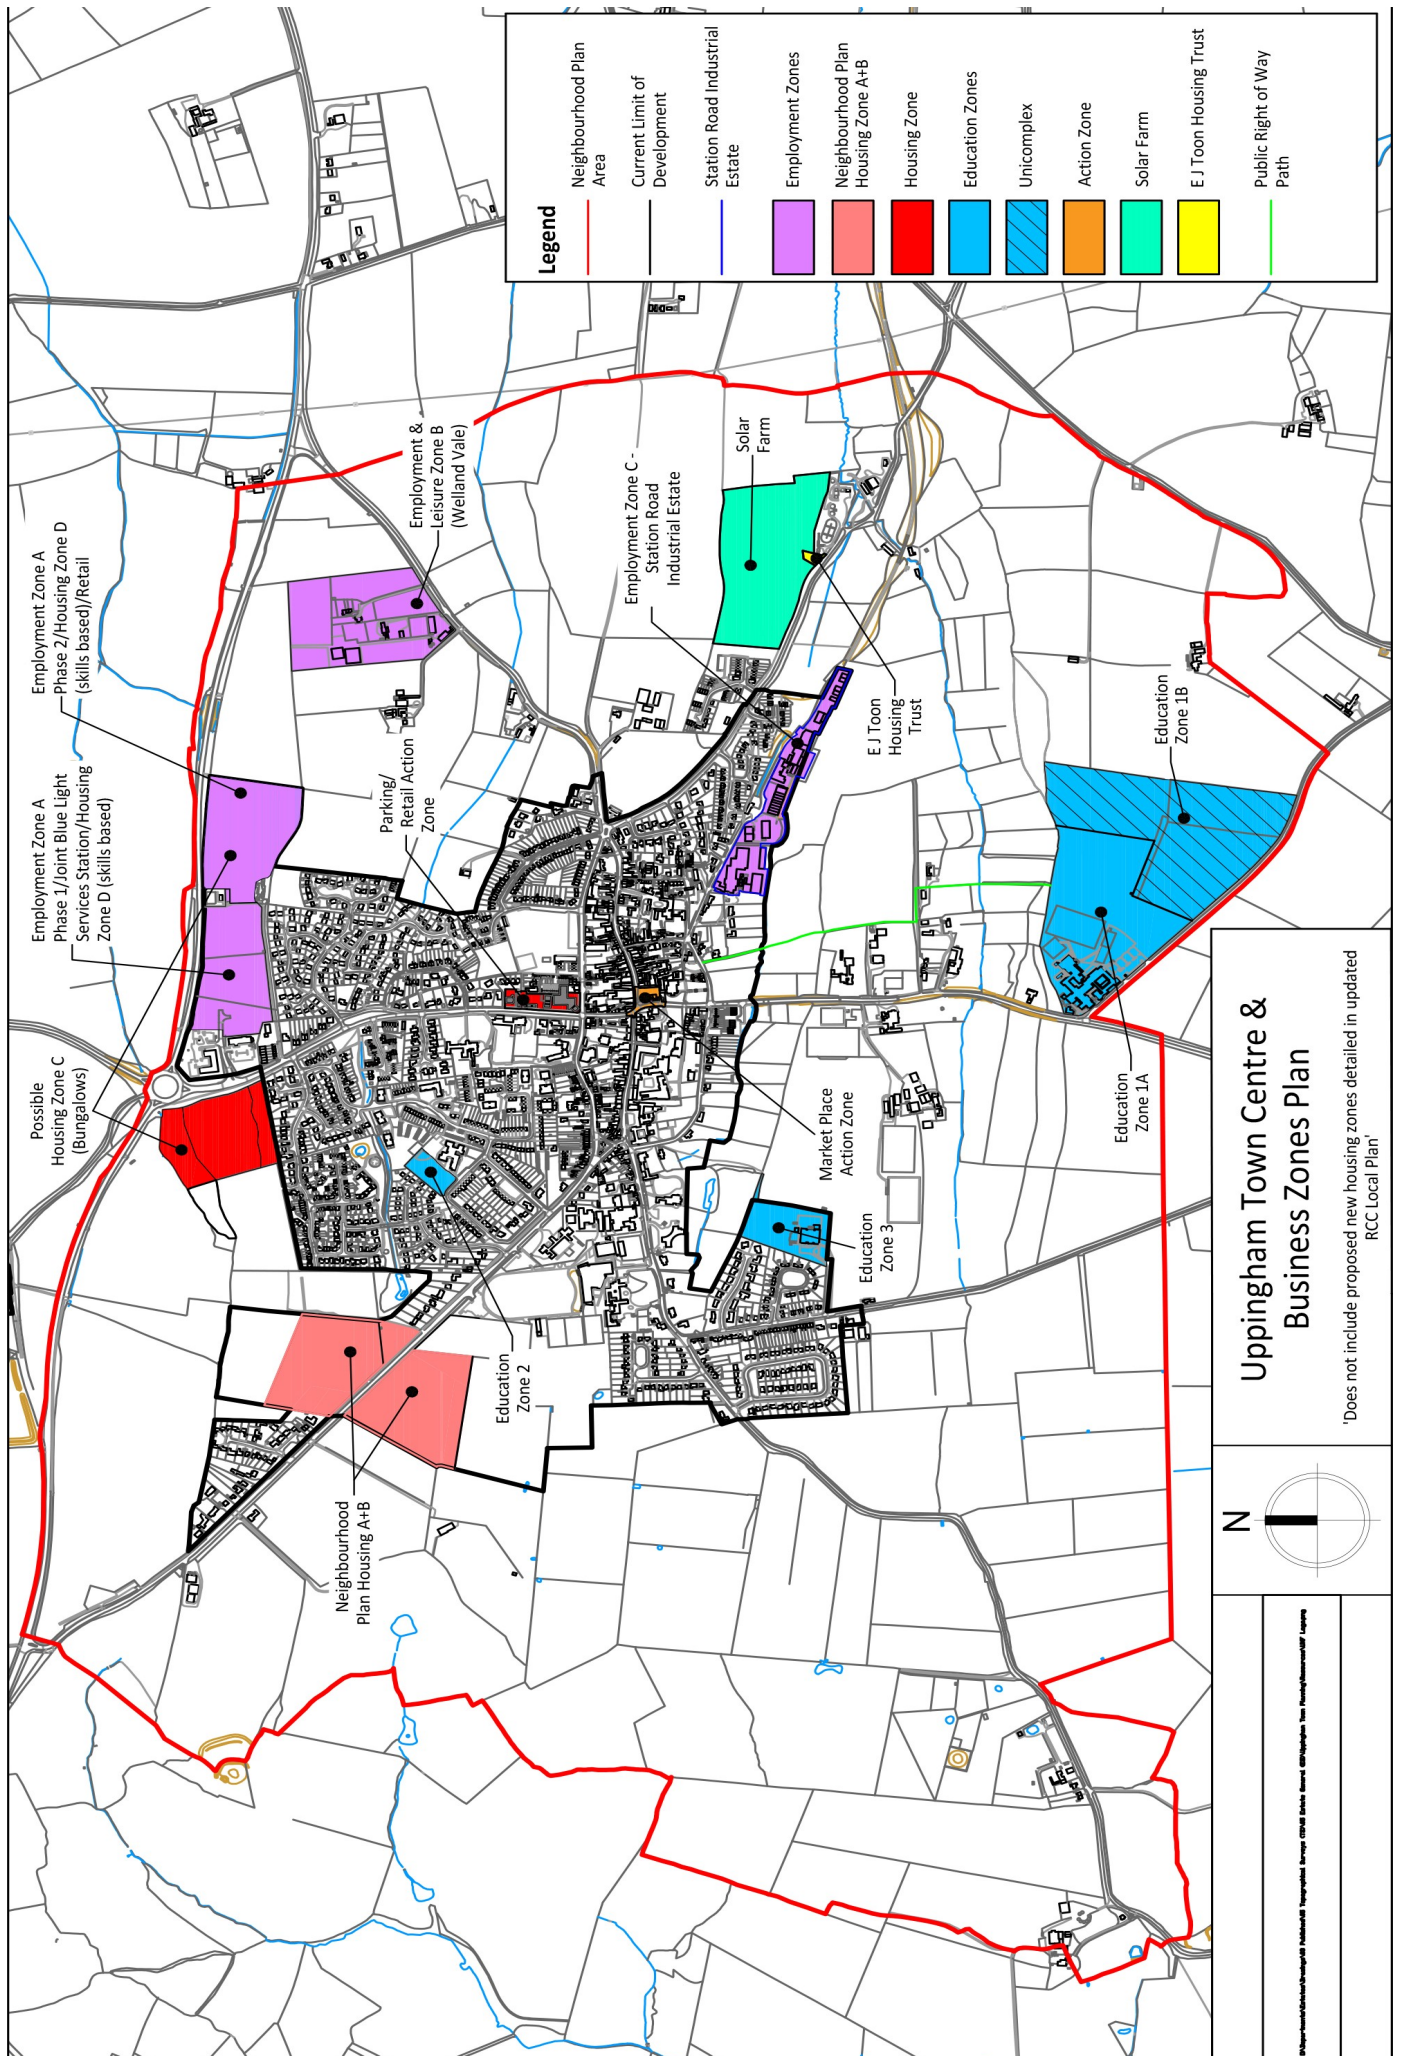 Possible
Housing Zone C
(Bungalows)
Employment Zone A
Phase 1/Joint Blue Light
Services Station/Housing
Zone D (skills based)
Employment Zone A
Phase 2/Housing Zone D
(skills based)/Retail
Employment &
Leisure Zone B
(Welland Vale)
Parking/
Retail Action
Zone
Neighbourhood
Plan Housing A+B
Education
Zone 2
Employment Zone C -
Station Road
Industrial Estate
Solar
Farm
E J Toon
Housing
Trust
Market Place
Action Zone
Education
Zone 3
Education
Zone 1A
Education
Zone 1B
Legend
Neighbourhood Plan
Area
Current Limit of
Development
Station Road Industrial
Estate
Employment Zones
Neighbourhood Plan
Housing Zone A+B
Housing Zone
Education Zones
Unicomplex
Action Zone
Solar Farm
E J Toon Housing Trust
Public Right of Way
Path
N
Uppingham Town Centre &
Business Zones Plan
'Does not include proposed new housing zones detailed in updated
RCC Local Plan'